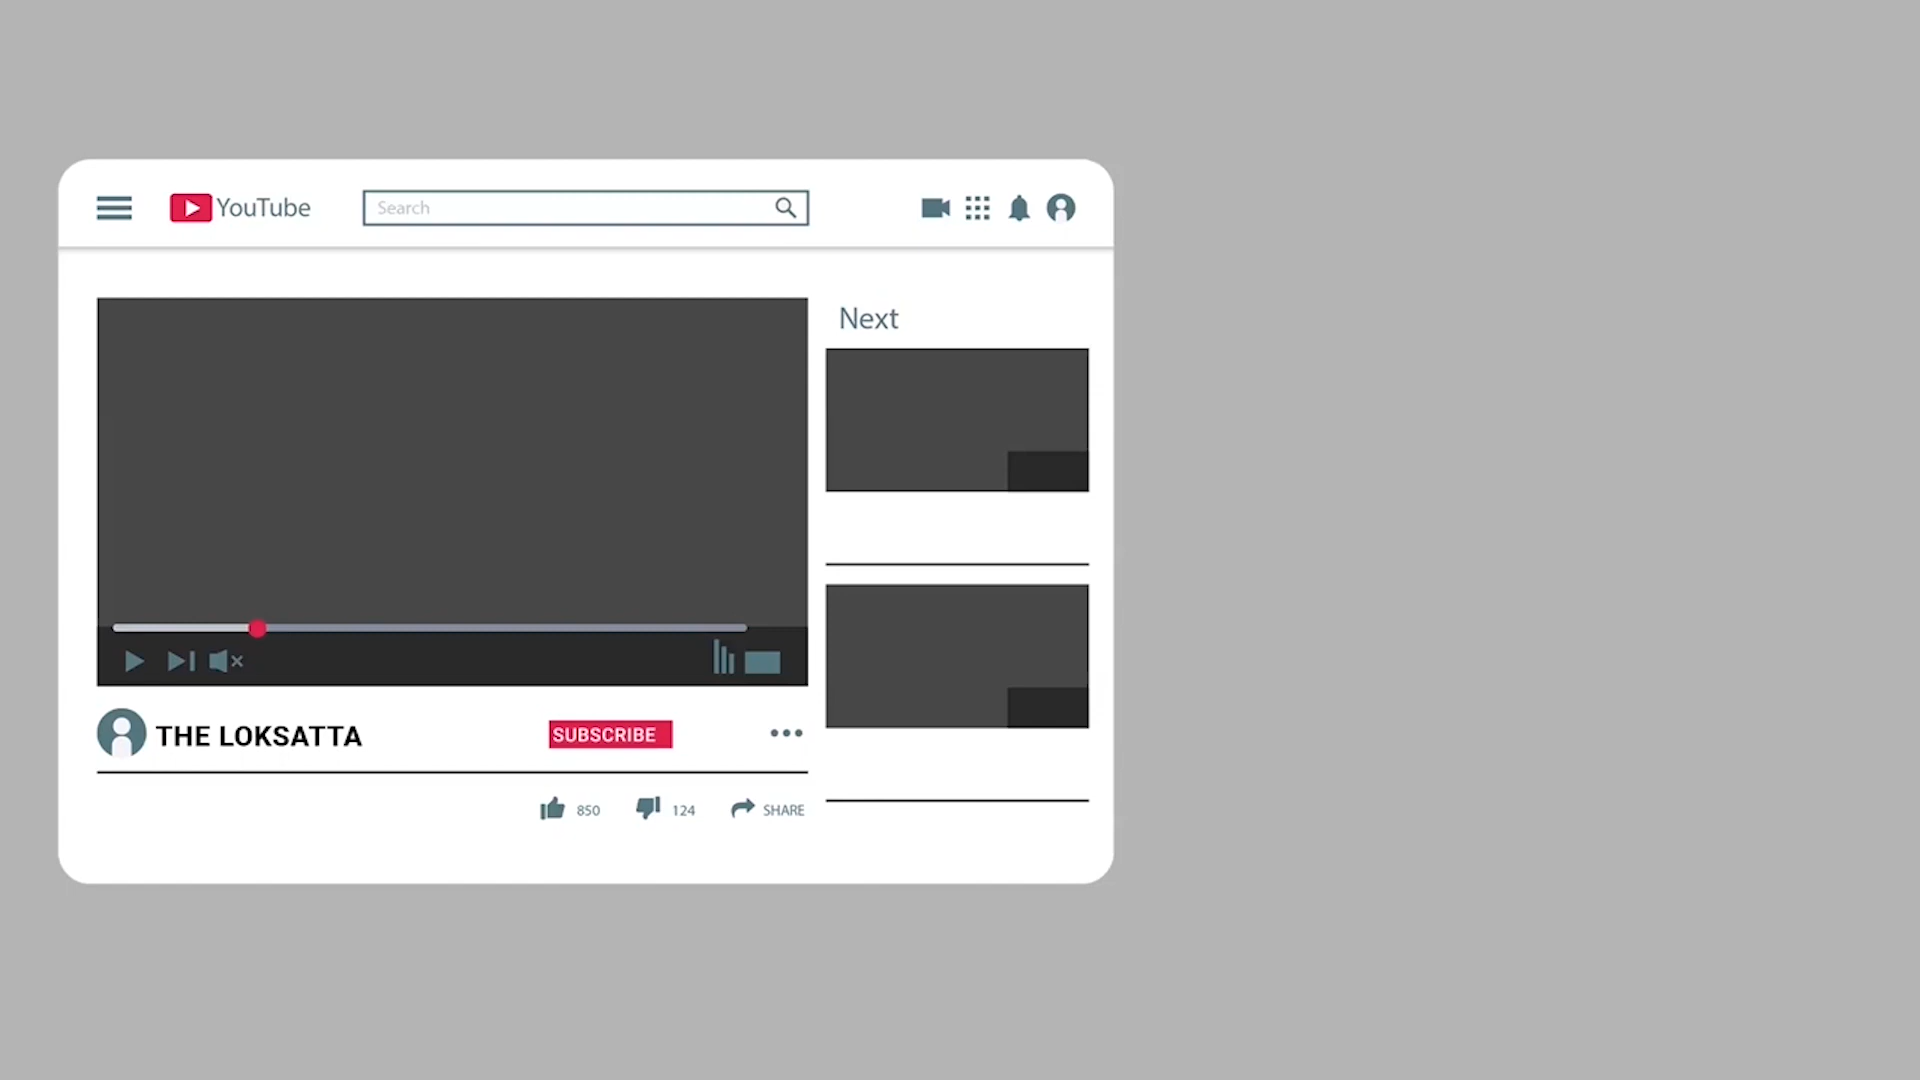 YouTube
Search
Next
THE LOKSATTA
SUBSCRIBE
850
124
SHARE